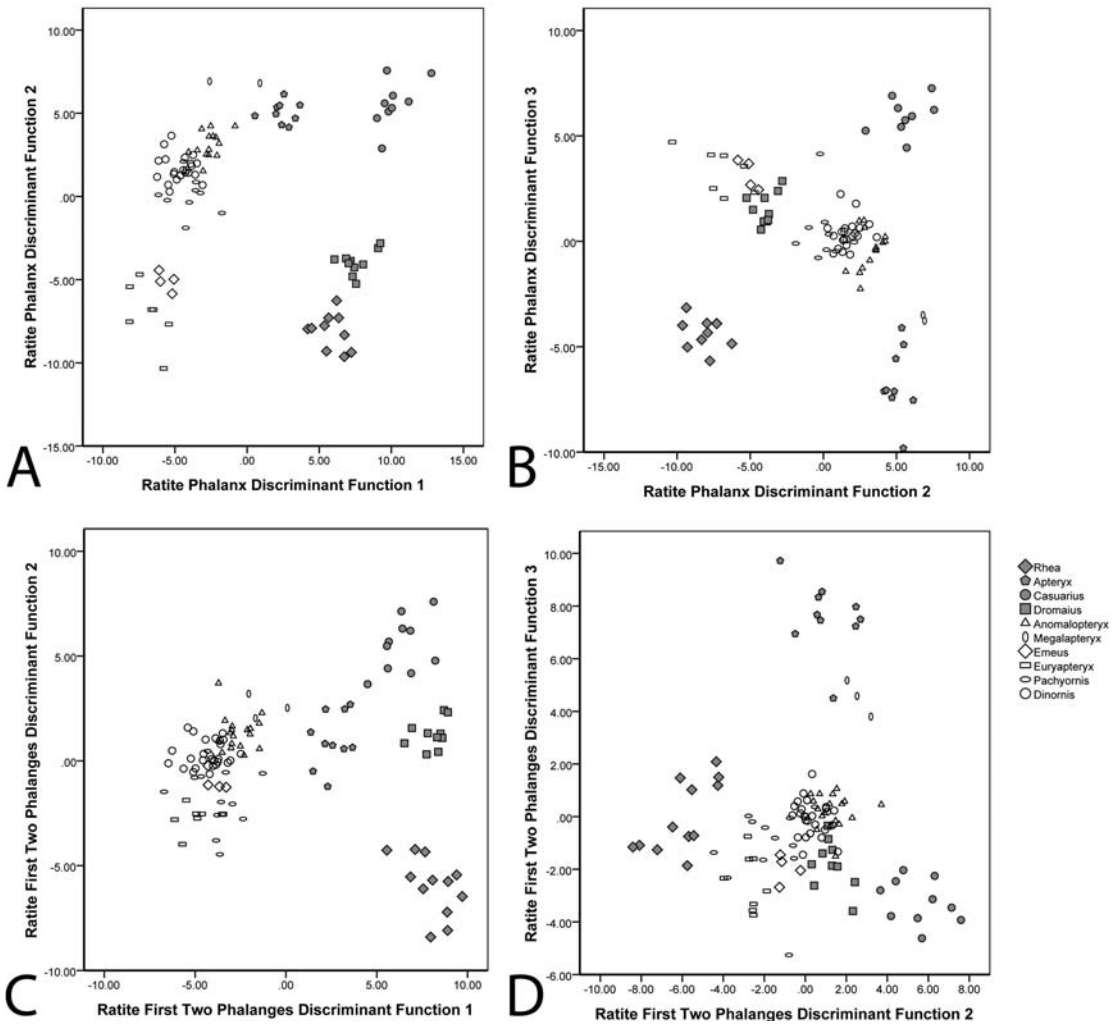 A
Ratite Phalanx Discriminant Function 2
10.00
5.00
.00
-5.00
-10.00
-15.00
-10.00
-5.00
.00
5.00
10.00
15.00
Ratite Phalanx Discriminant Function 1
B
Ratite Phalanx Discriminant Function 3
10.00
5.00
.00
-5.00
-10.00
-15.00
-10.00
-5.00
.00
5.00
10.00
Ratite Phalanx Discriminant Function 2
C
Ratite First Two Phalanges Discriminant Function 2
10.00
5.00
.00
-5.00
-10.00
-10.00
-5.00
.00
5.00
10.00
Ratite First Two Phalanges Discriminant Function 1
D
Ratite First Two Phalanges Discriminant Function 3
10.00
8.00
6.00
4.00
2.00
.00
-2.00
-4.00
-6.00
-10.00
-8.00
-6.00
-4.00
-2.00
.00
2.00
4.00
6.00
8.00
Ratite First Two Phalanges Discriminant Function 2
Rhea
Apteryx
Casuarius
Dromaius
Anomalopteryx
Megalapteryx
Emeus
Euryapteryx
Pachyornis
Dinornis